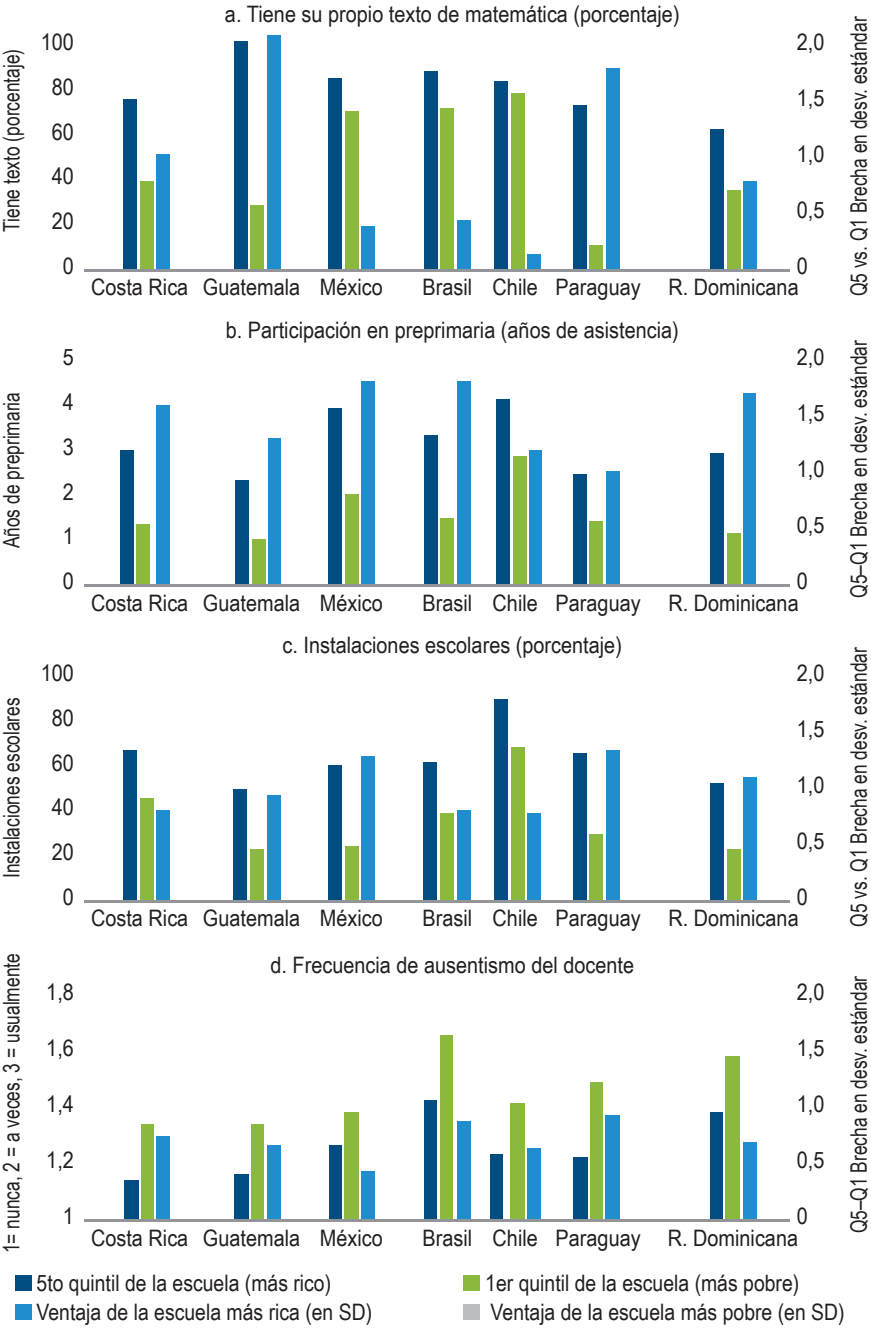 a. Tiene su propio texto de matemática (porcentaje)
Tiene texto (porcentaje)
100
80
60
40
20
0
2,0
1,5
1,0
0,5
0
Q5 vs. Q1 Brecha en desv. estándar
Costa Rica Guatemala México Brasil Chile Paraguay R. Dominicana
b. Participación en preprimaria (años de asistencia)
Años de preprimaria
5
4
3
2
1
0
2,0
1,5
1,0
0,5
0
Q5–Q1 Brecha en desv. estándar
Costa Rica Guatemala México Brasil Chile Paraguay R. Dominicana
c. Instalaciones escolares (porcentaje)
Instalaciones escolares
100
80
60
40
20
0
2,0
1,5
1,0
0,5
0
Q5 vs. Q1 Brecha en desv. estándar
Costa Rica Guatemala México Brasil Chile Paraguay R. Dominicana
d. Frecuencia de ausentismo del docente
1= nunca, 2 = a veces, 3 = usualmente
1,8
1,6
1,4
1,2
1
2,0
1,5
1,0
0,5
0
Q5–Q1 Brecha en desv. estándar
Costa Rica Guatemala México Brasil Chile Paraguay R. Dominicana
5to quintil de la escuela (más rico)
1er quintil de la escuela (más pobre)
Ventaja de la escuela más rica (en SD)
Ventaja de la escuela más pobre (en SD)